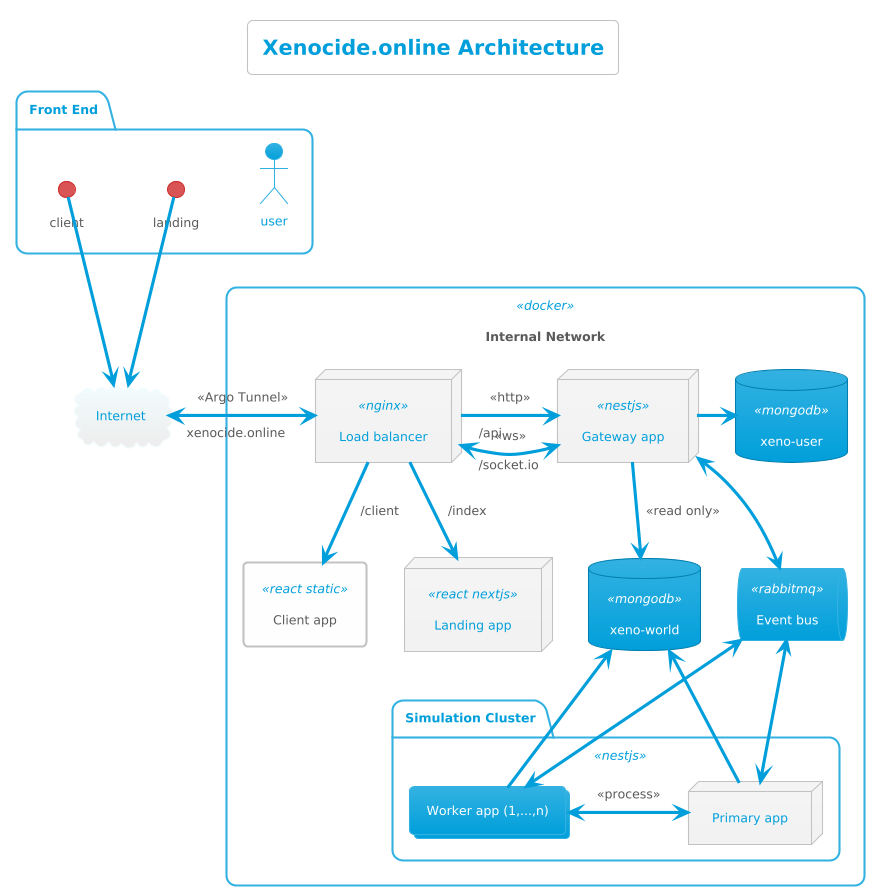 Xenocide.online Architecture
Front End
client
landing
user
«docker»
Internal Network
Internet
«Argo Tunnel»
xenocide.online
«nginx»
Load balancer
«http»
/api
«ws»
/socket.io
«nestjs»
Gateway app
«mongodb»
xeno-user
/client
/index
«read only»
«react static»
Client app
«react nextjs»
Landing app
«mongodb»
xeno-world
«rabbitmq»
Event bus
Simulation Cluster
«nestjs»
Worker app (1,...,n)
«process»
Primary app